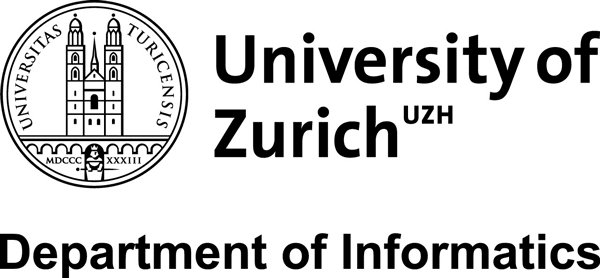 UNIVERSITAS TURICENSIS
MDCCC XXXIII
University of
Zurich UZH
Department of Informatics